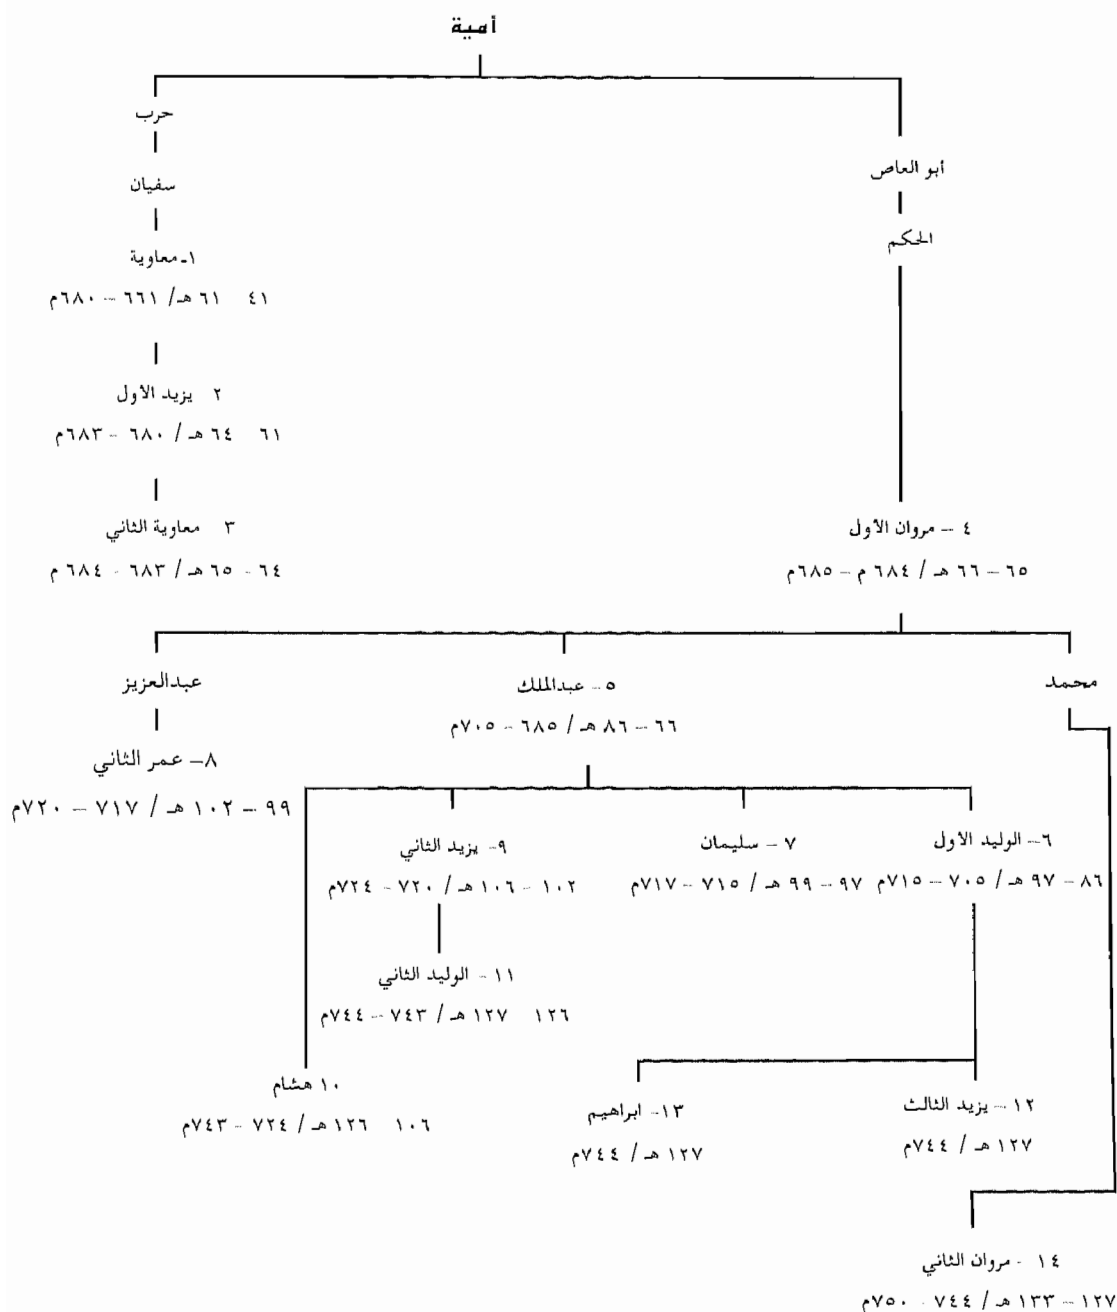 أمية
حرب
أبو العاص
سفيان
الحكم
١ـ معاوية
٤١ ٦١ هـ/ ٦٦١ – ٦٨٠م
٢ يزيد الأول
٦١ ٦٤ هـ/ ٦٨٠ – ٦٨٣م
٣ معاوية الثاني
٦٤ - ٦٥ هـ/ ٦٨٣ - ٦٨٤ م
٤ – مروان الأول
٦٥ – ٦٦ هـ / ٦٨٤ م – ٦٨٥م
محمد
٥ – عبدالملك
٦٦ – ٨٦ هـ / ٦٨٥ – ٧٠٥م
عبدالعزيز
٨– عمر الثاني
٩٩ – ١٠٢ هـ / ٧١٧ – ٧٢٠م
٦– الوليد الأول
٨٦ – ٩٧ هـ / ٧٠٥ – ٧١٥م
٧ – سليمان
٩٧ – ٩٩ هـ / ٧١٥ – ٧١٧م
٩- يزيد الثاني
١٠٢ – ١٠٦ هـ / ٧٢٠ – ٧٢٤م
١١ - الوليد الثاني
١٢٦ ١٢٧ هـ / ٧٤٣ – ٧٤٤م
١٠ هشام
١٠٦ ١٢٦ هـ / ٧٢٤ – ٧٤٣م
١٢ – يزيد الثالث
١٢٧ هـ / ٧٤٤م
١٣- ابراهيم
١٢٧ هـ / ٧٤٤م
١٤ - مروان الثاني
١٢٧ – ١٣٣ هـ / ٧٤٤ - ٧٥٠م